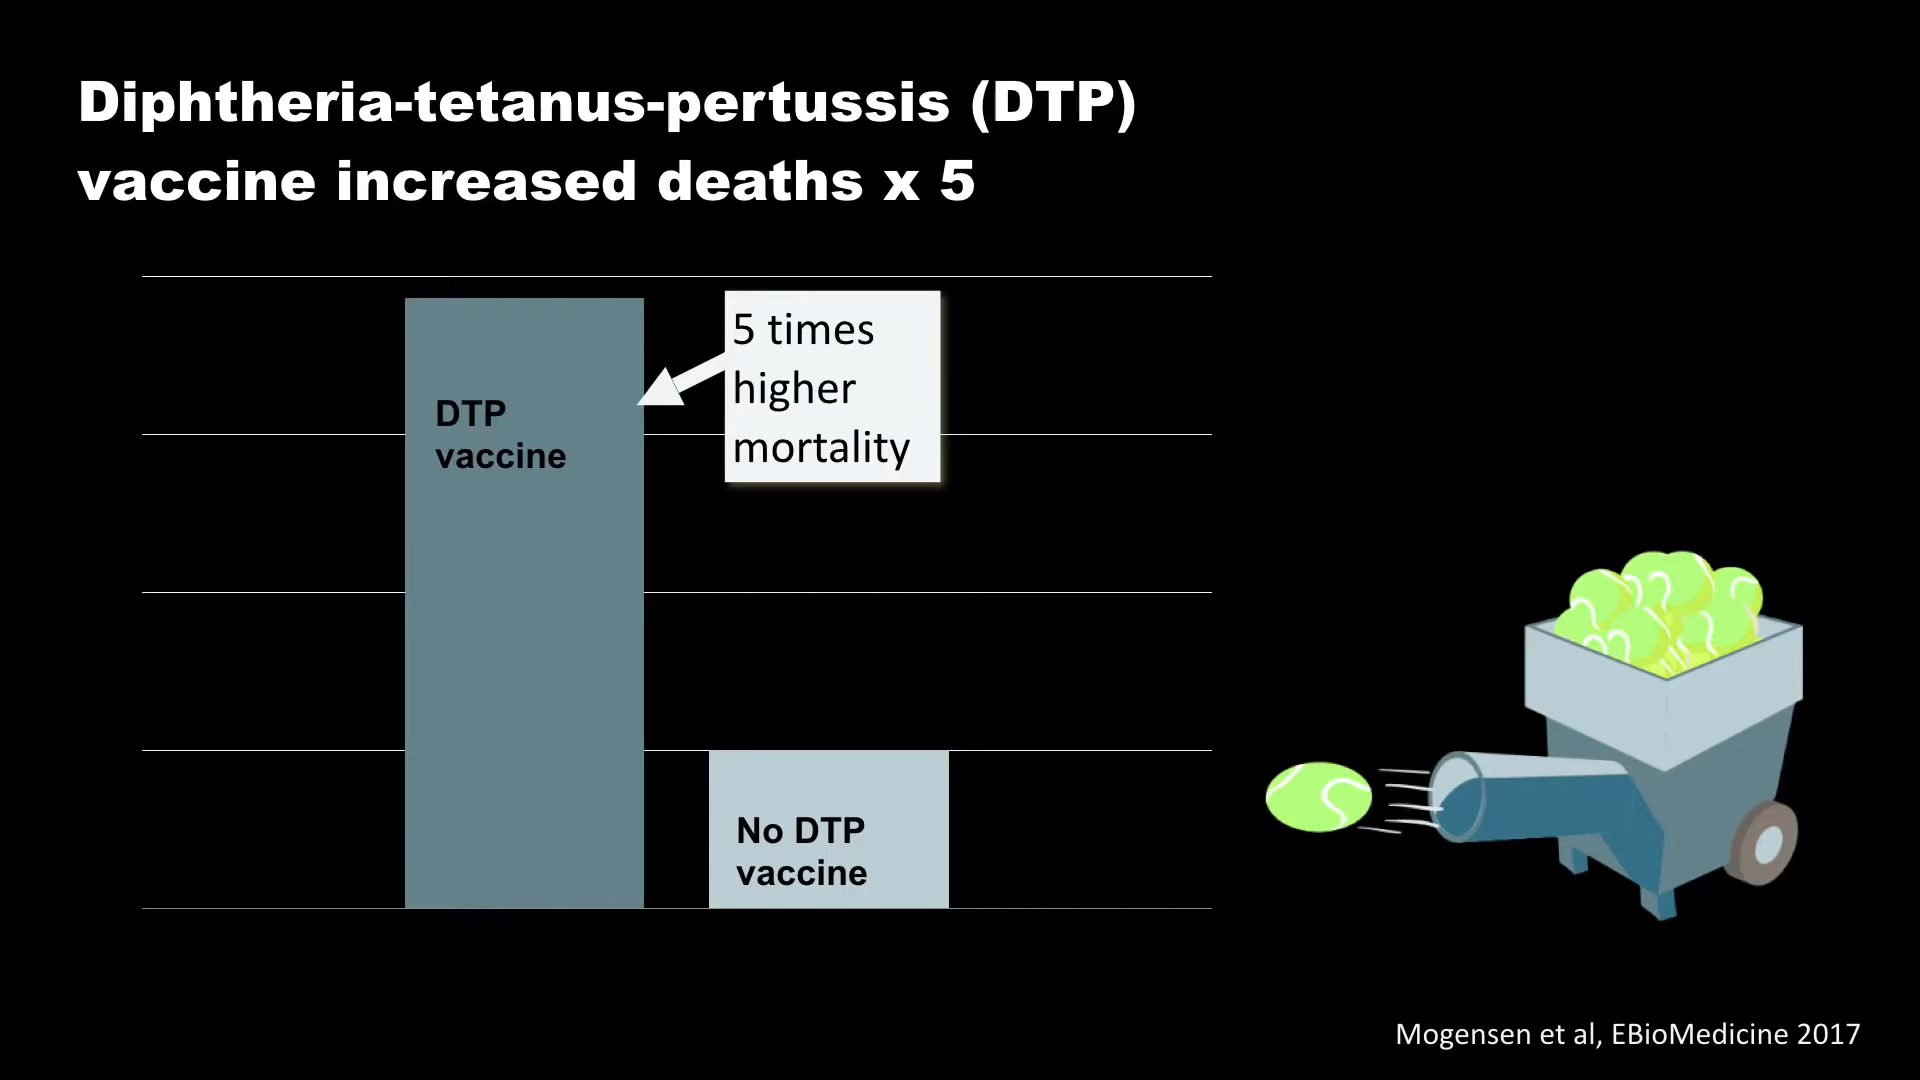 Diphtheria-tetanus-pertussis (DTP)
vaccine increased deaths x 5
5 times
higher
mortality
DTP
vaccine
No DTP
vaccine
Mogensen et al, EBioMedicine 2017